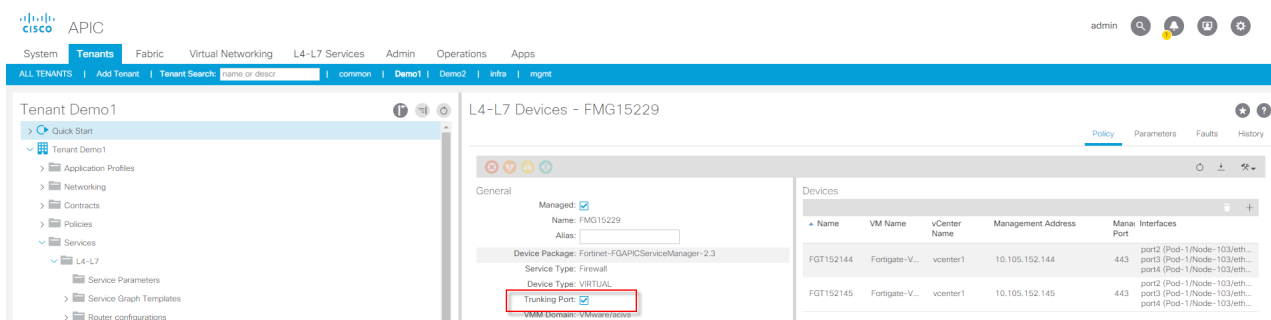 CISCO APIC admin 1
System Tenants Fabric Virtual Networking L4-L7 Services Admin Operations Apps
ALL TENANTS | Add Tenant | Tenant Search: name or descr | common | Demo1 | Demo2 | infra | mgmt
Tenant Demo1
Quick Start
Tenant Demo1
Application Profiles
Networking
Contracts
Policies
Services
L4-L7
Service Parameters
Service Graph Templates
Router configurations
L4-L7 Devices - FMG15229
Policy Parameters Faults History
General
Managed:
Name: FMG15229
Alias:
Device Package: Fortinet-FGAPICServiceManager-2.3
Service Type: Firewall
Device Type: VIRTUAL
Trunking Port:
VMM Domain: VMware/acivs
Devices
Name VM Name vCenter Name Management Address Manag Port Interfaces
FGT152144 Fortigate-V... vcenter1 10.105.152.144 443 port2 (Pod-1/Node-103/eth...
port3 (Pod-1/Node-103/eth...
port4 (Pod-1/Node-103/eth...
FGT152145 Fortigate-V... vcenter1 10.105.152.145 443 port2 (Pod-1/Node-103/eth...
port3 (Pod-1/Node-103/eth...
port4 (Pod-1/Node-103/eth...